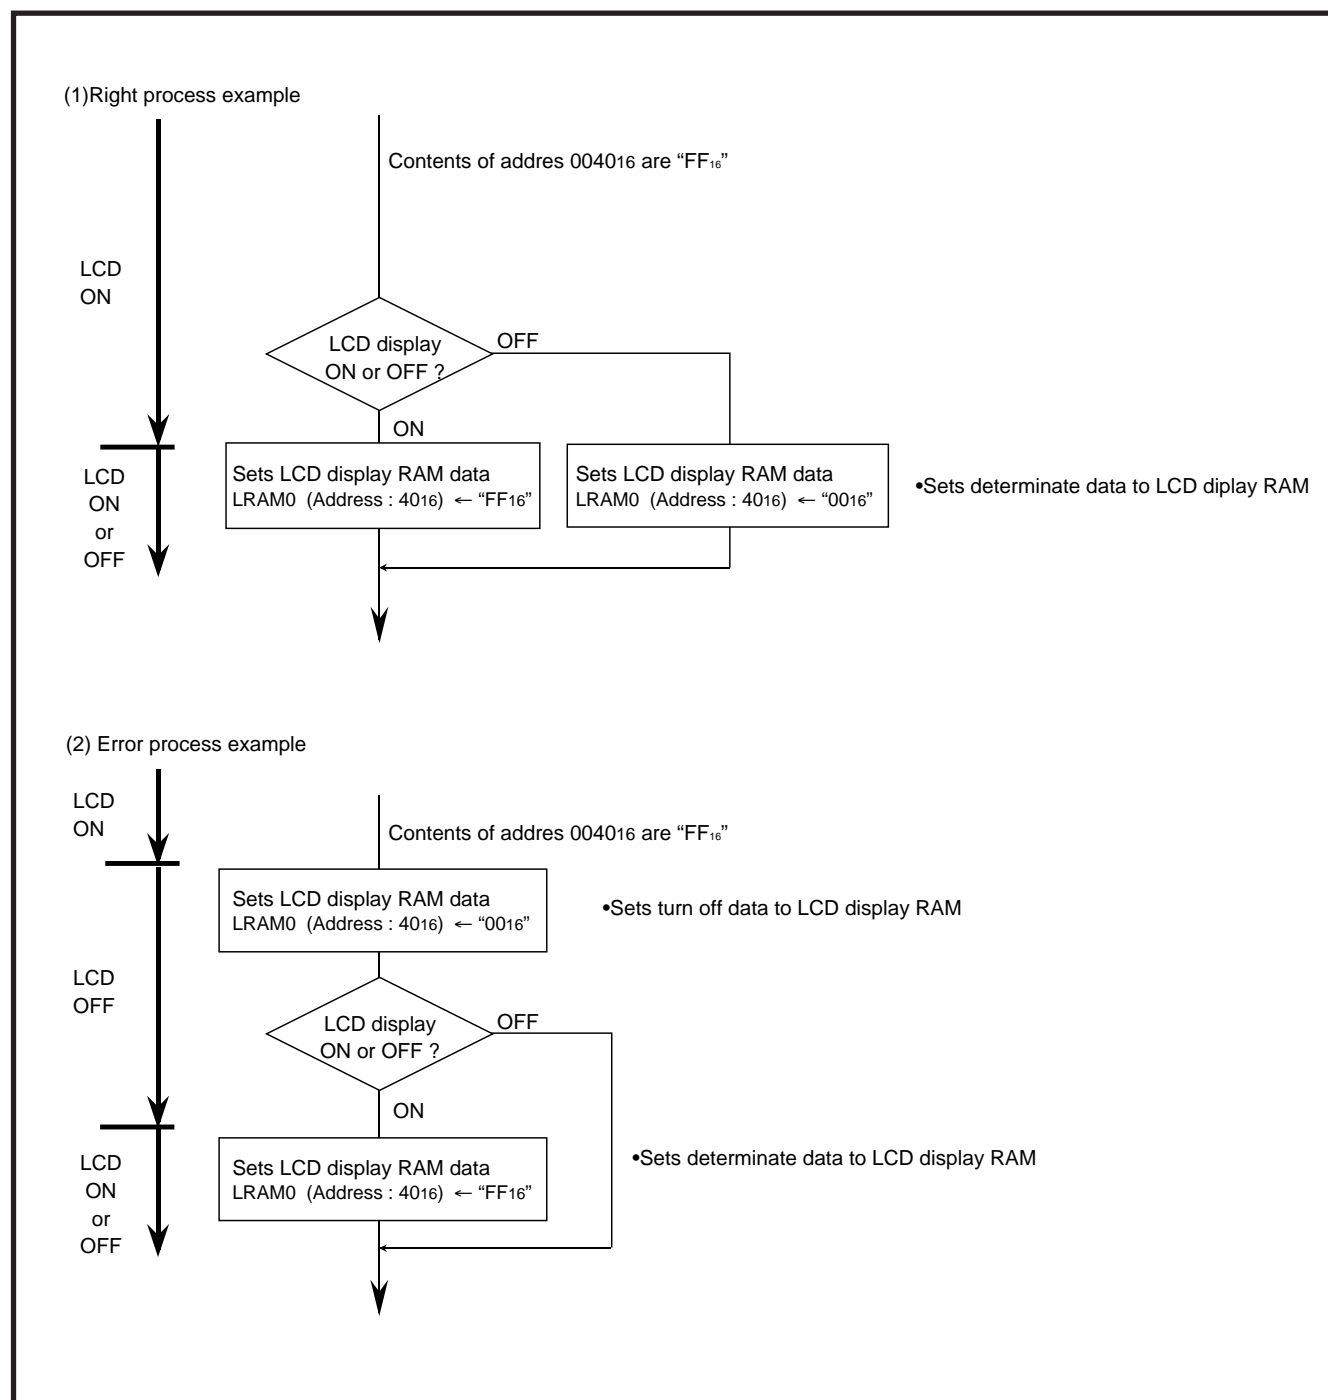 (1)Right process example
Contents of addres 004016 are “FF16”
LCD
ON
LCD display
ON or OFF ?
OFF
ON
LCD
ON
or
OFF
Sets LCD display RAM data
LRAM0 (Address : 4016) ← “FF16”
Sets LCD display RAM data
LRAM0 (Address : 4016) ← “0016”
•Sets determinate data to LCD diplay RAM
(2) Error process example
LCD
ON
Contents of addres 004016 are “FF16”
Sets LCD display RAM data
LRAM0 (Address : 4016) ← “0016”
•Sets turn off data to LCD display RAM
LCD
OFF
LCD display
ON or OFF ?
OFF
ON
LCD
ON
or
OFF
Sets LCD display RAM data
LRAM0 (Address : 4016) ← “FF16”
•Sets determinate data to LCD display RAM